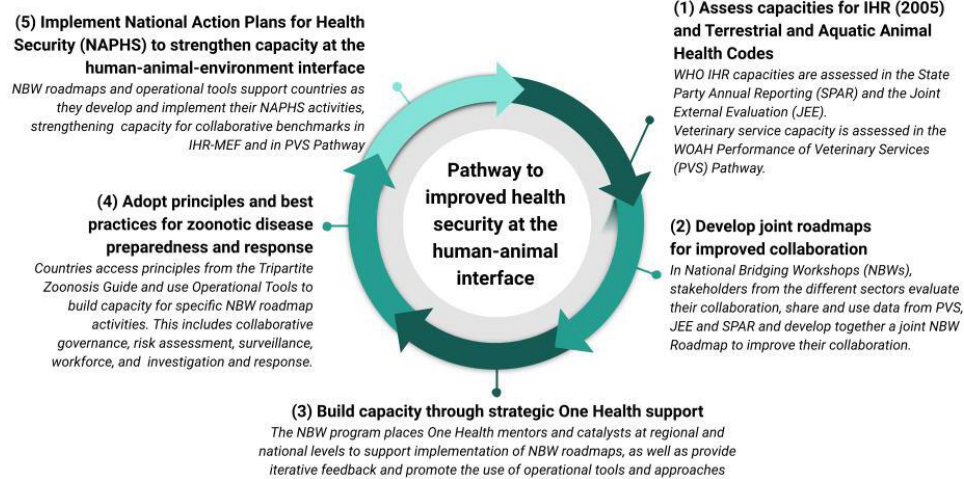 (5) Implement National Action Plans for Health
Security (NAPHS) to strengthen capacity at the
human-animal-environment interface
NBW roadmaps and operational tools support countries as
they develop and implement their NAPHS activities,
strengthening capacity for collaborative benchmarks in
IHR-MEF and in PVS Pathway
(1) Assess capacities for IHR (2005)
and Terrestrial and Aquatic Animal
Health Codes
WHO IHR capacities are assessed in the State
Party Annual Reporting (SPAR) and the Joint
External Evaluation (JEE).
Veterinary service capacity is assessed in the
WOAH Performance of Veterinary Services
(PVS) Pathway.
Pathway to
improved health
security at the
human-animal
interface
(4) Adopt principles and best
practices for zoonotic disease
preparedness and response
Countries access principles from the Tripartite
Zoonosis Guide and use Operational Tools to
build capacity for specific NBW roadmap
activities. This includes collaborative
governance, risk assessment, surveillance,
workforce, and investigation and response.
(2) Develop joint roadmaps
for improved collaboration
In National Bridging Workshops (NBWs),
stakeholders from the different sectors evaluate
their collaboration, share and use data from PVS,
JEE and SPAR and develop together a joint NBW
Roadmap to improve their collaboration.
(3) Build capacity through strategic One Health support
The NBW program places One Health mentors and catalysts at regional and
national levels to support implementation of NBW roadmaps, as well as provide
iterative feedback and promote the use of operational tools and approaches